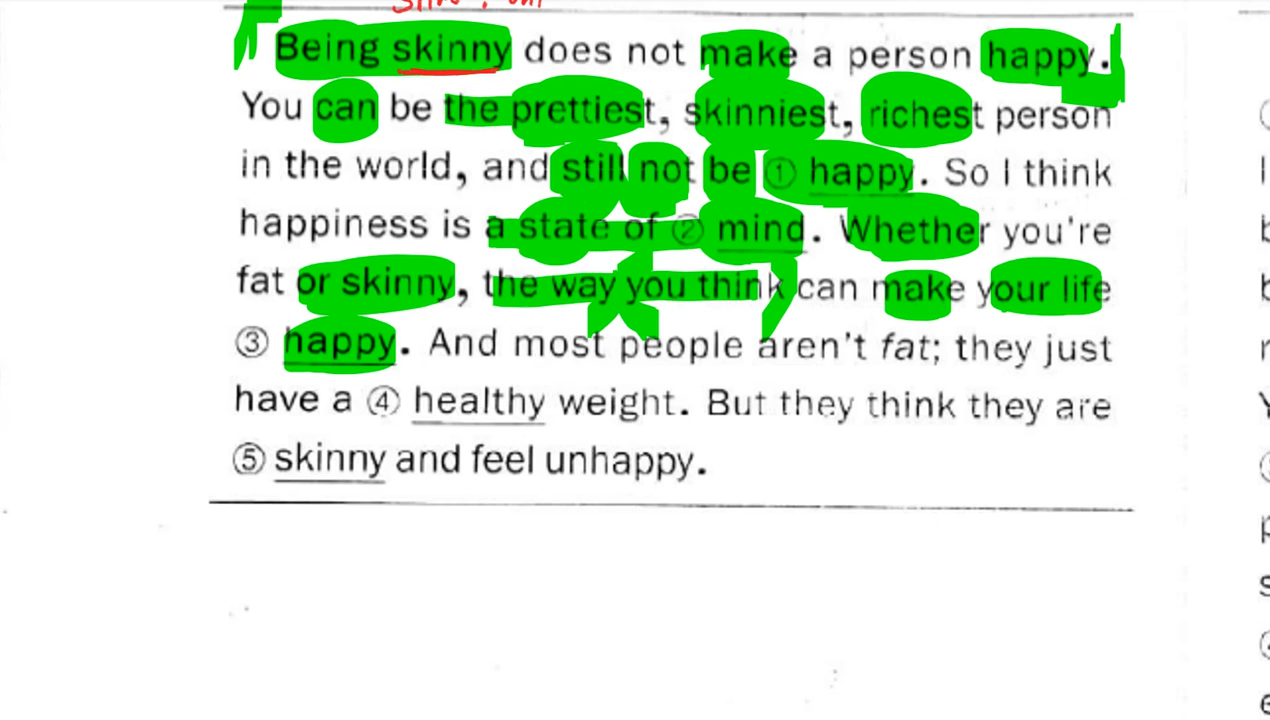 Being skinny does not make a person happy.
You can be the prettiest, skinniest, richest person
in the world, and still not be ① happy. So I think
happiness is a state of ② mind. Whether you're
fat or skinny, the way you think can make your life
③ happy. And most people aren't fat; they just
have a ④ healthy weight. But they think they are
⑤ skinny and feel unhappy.